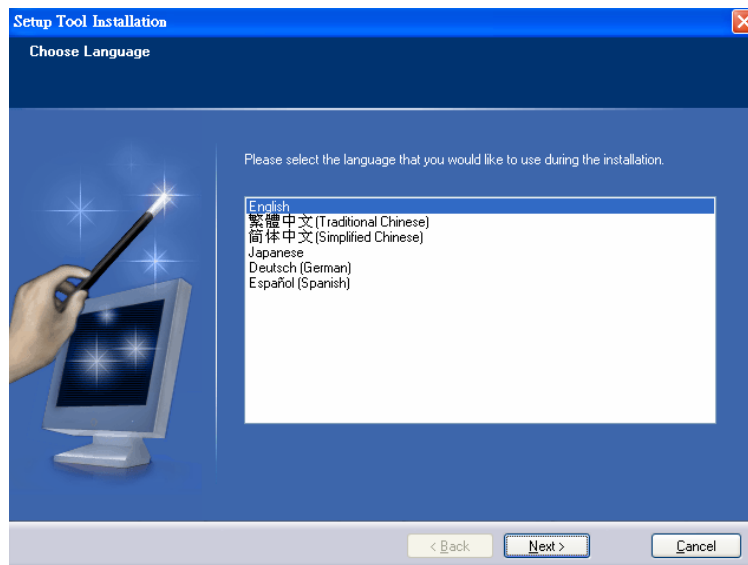 Setup Tool Installation
Choose Language
Please select the language that you would like to use during the installation.
English
繁體中文(Traditional Chinese)
简体中文(Simplified Chinese)
Japanese
Deutsch (German)
Español (Spanish)
< Back Next > Cancel